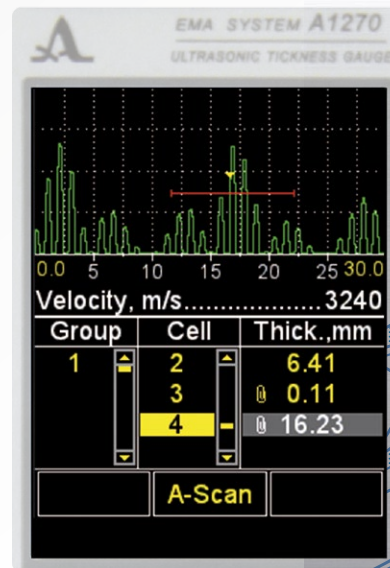 EMA SYSTEM A1270
ULTRASONIC TICKNESS GAUGE
0.0 5 10 15 20 25 30.0
Velocity, m/s....................3240
Group Cell Thick.,mm
1 2 6.41
3 0.11
4 16.23
A-Scan